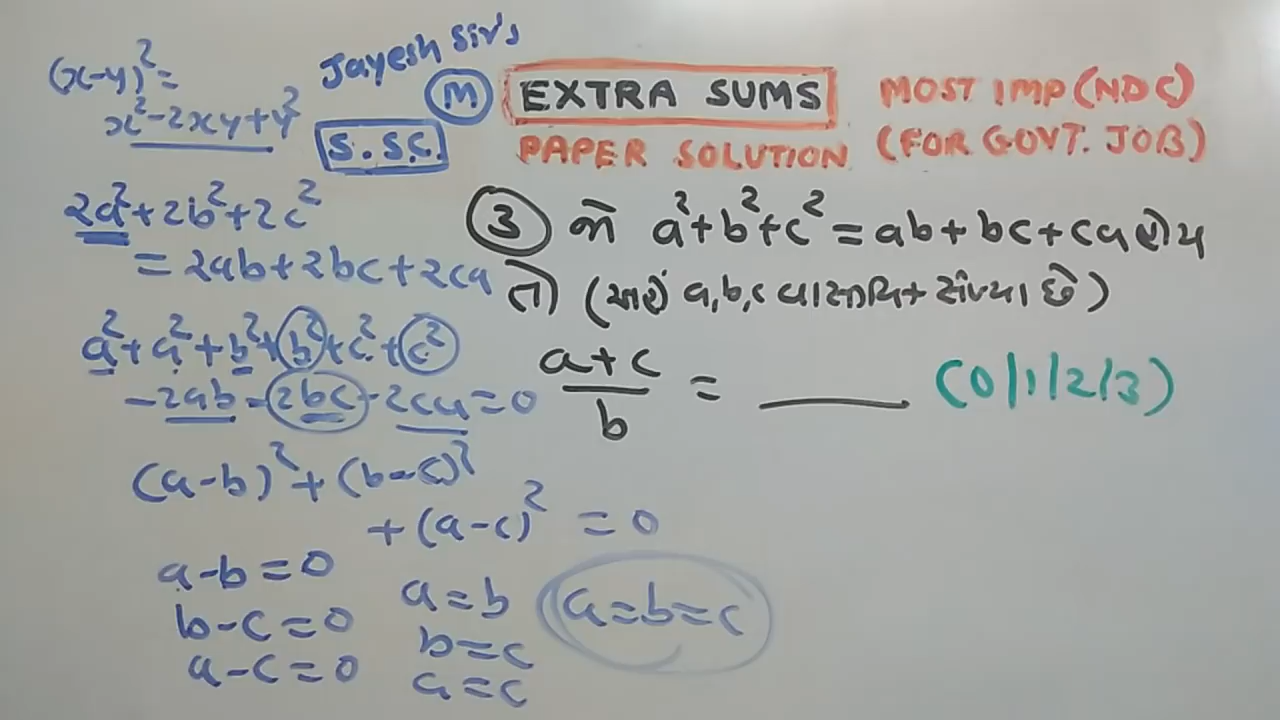 Jayesh Sir's
M
S.SC.
EXTRA SUMS
PAPER SOLUTION
MOST IMP (NDC)
(FOR GOVT. JOB)
(x-y)² =
x²-2xy+y²
③ જો a²+b²+c² = ab+bc+ca હોય
તો (અહીં a,b,c વાસ્તવિક સંખ્યા છે)
(a+c)/b = ____ (0/1/2/3)
2a²+2b²+2c²
= 2ab+2bc+2ca
a²+a²+b²+b²+c²+c²
-2ab-2bc-2ca=0
(a-b)²+(b-c)²
+(a-c)² = 0
a-b=0
b-c=0
a-c=0
a=b
b=c
a=c
a=b=c